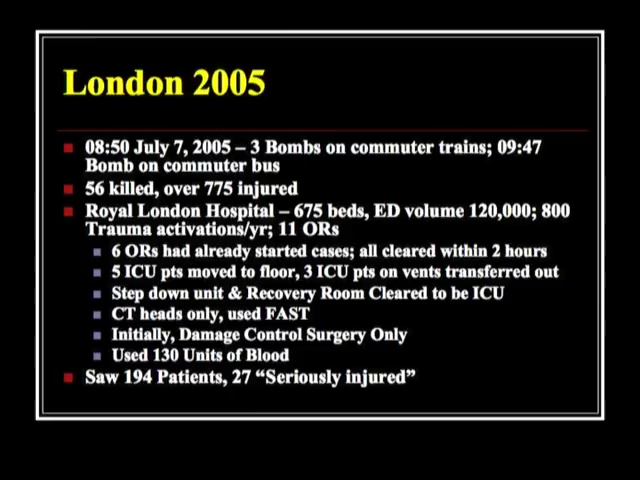 London 2005
08:50 July 7, 2005 – 3 Bombs on commuter trains; 09:47
Bomb on commuter bus
56 killed, over 775 injured
Royal London Hospital – 675 beds, ED volume 120,000; 800
Trauma activations/yr; 11 ORs
6 ORs had already started cases; all cleared within 2 hours
5 ICU pts moved to floor, 3 ICU pts on vents transferred out
Step down unit & Recovery Room Cleared to be ICU
CT heads only, used FAST
Initially, Damage Control Surgery Only
Used 130 Units of Blood
Saw 194 Patients, 27 “Seriously injured”